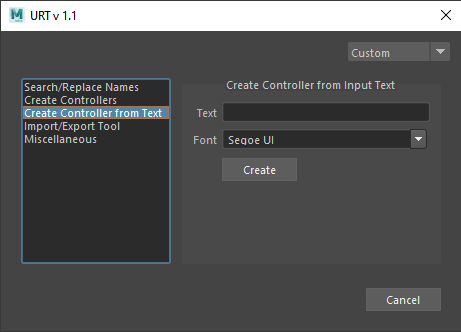 URT v 1.1
Custom
Search/Replace Names
Create Controllers
Create Controller from Text
Import/Export Tool
Miscellaneous
Create Controller from Input Text
Text
Font
Segoe UI
Create
Cancel